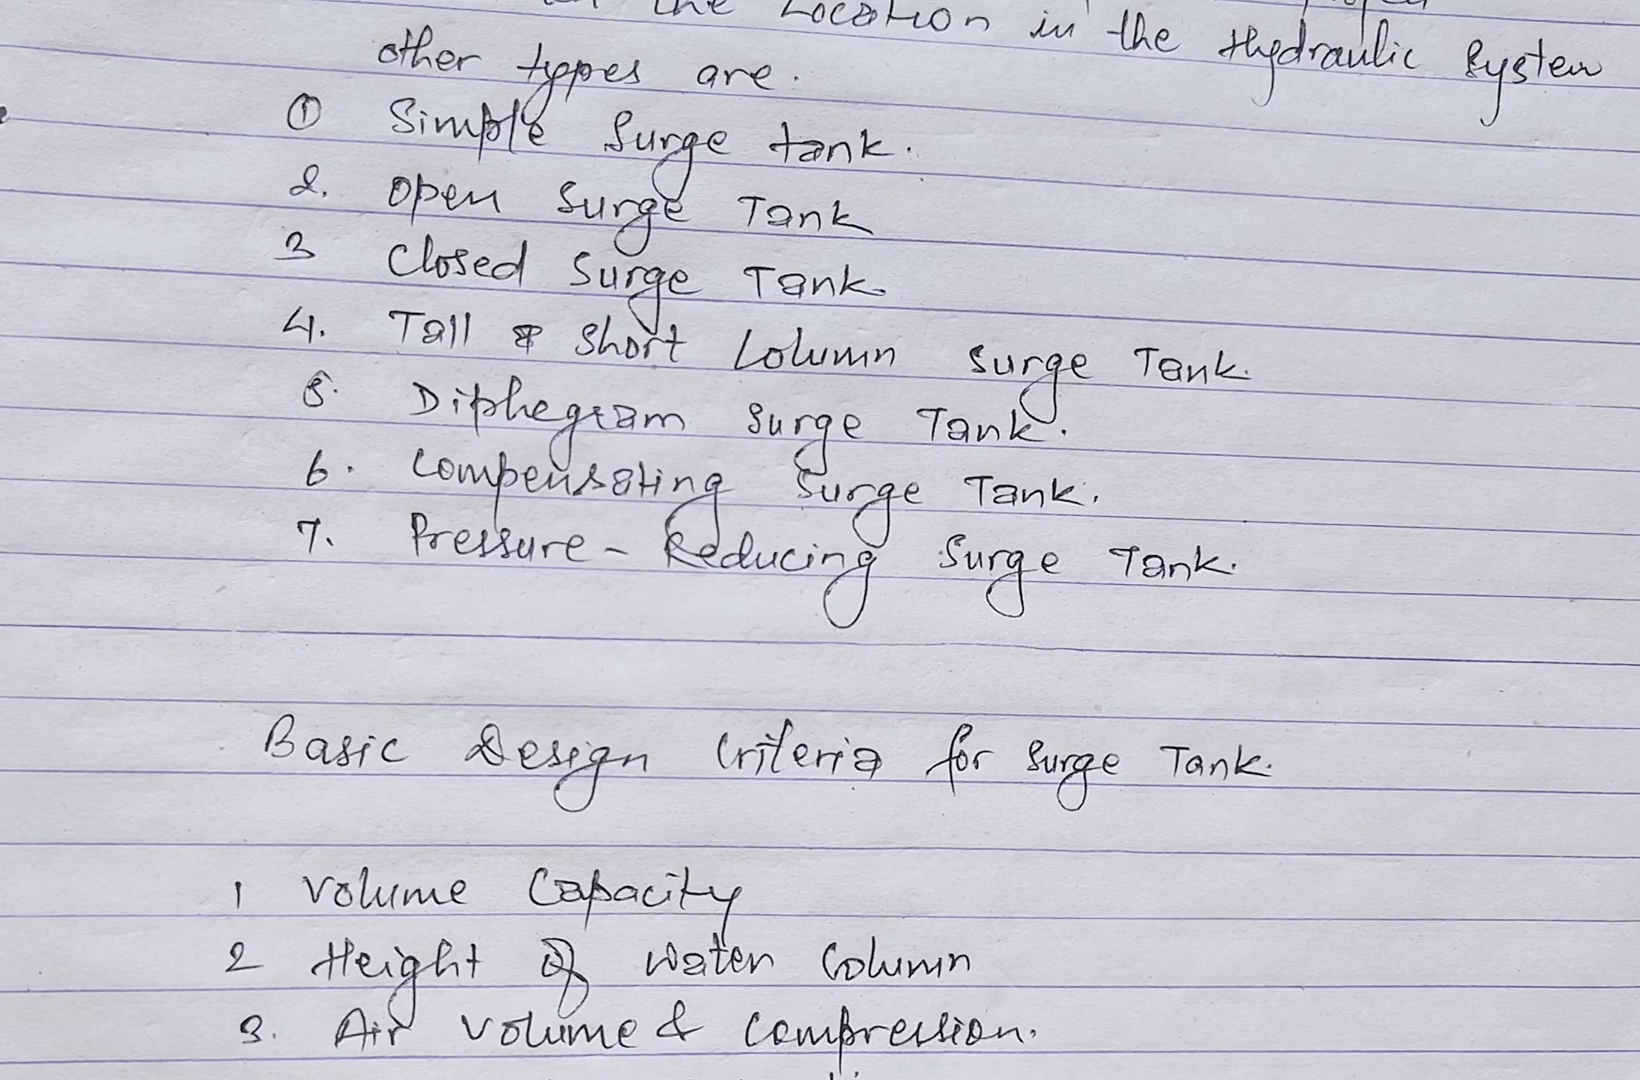 the Location in the Hydraulic System
other types are.
① Simple Surge tank.
2. Open Surge Tank
3 Closed Surge Tank.
4. Tall & Short Column Surge Tank.
5. Diphegram Surge Tank.
6. Compensating Surge Tank.
7. Pressure - Reducing Surge Tank.
Basic Design Criteria for Surge Tank.
1 Volume Capacity
2 Height of Water Column
3. Air Volume & Compression.